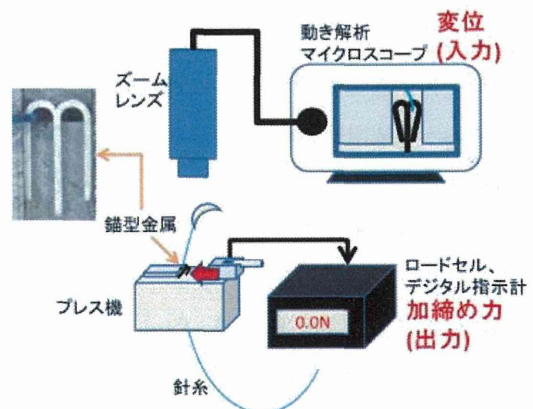 動き解析
マイクロスコープ
変位
(入力)
ズーム
レンズ
錨型金属
プレス機
0.0N
ロードセル、
デジタル指示計
加締め力
(出力)
針糸